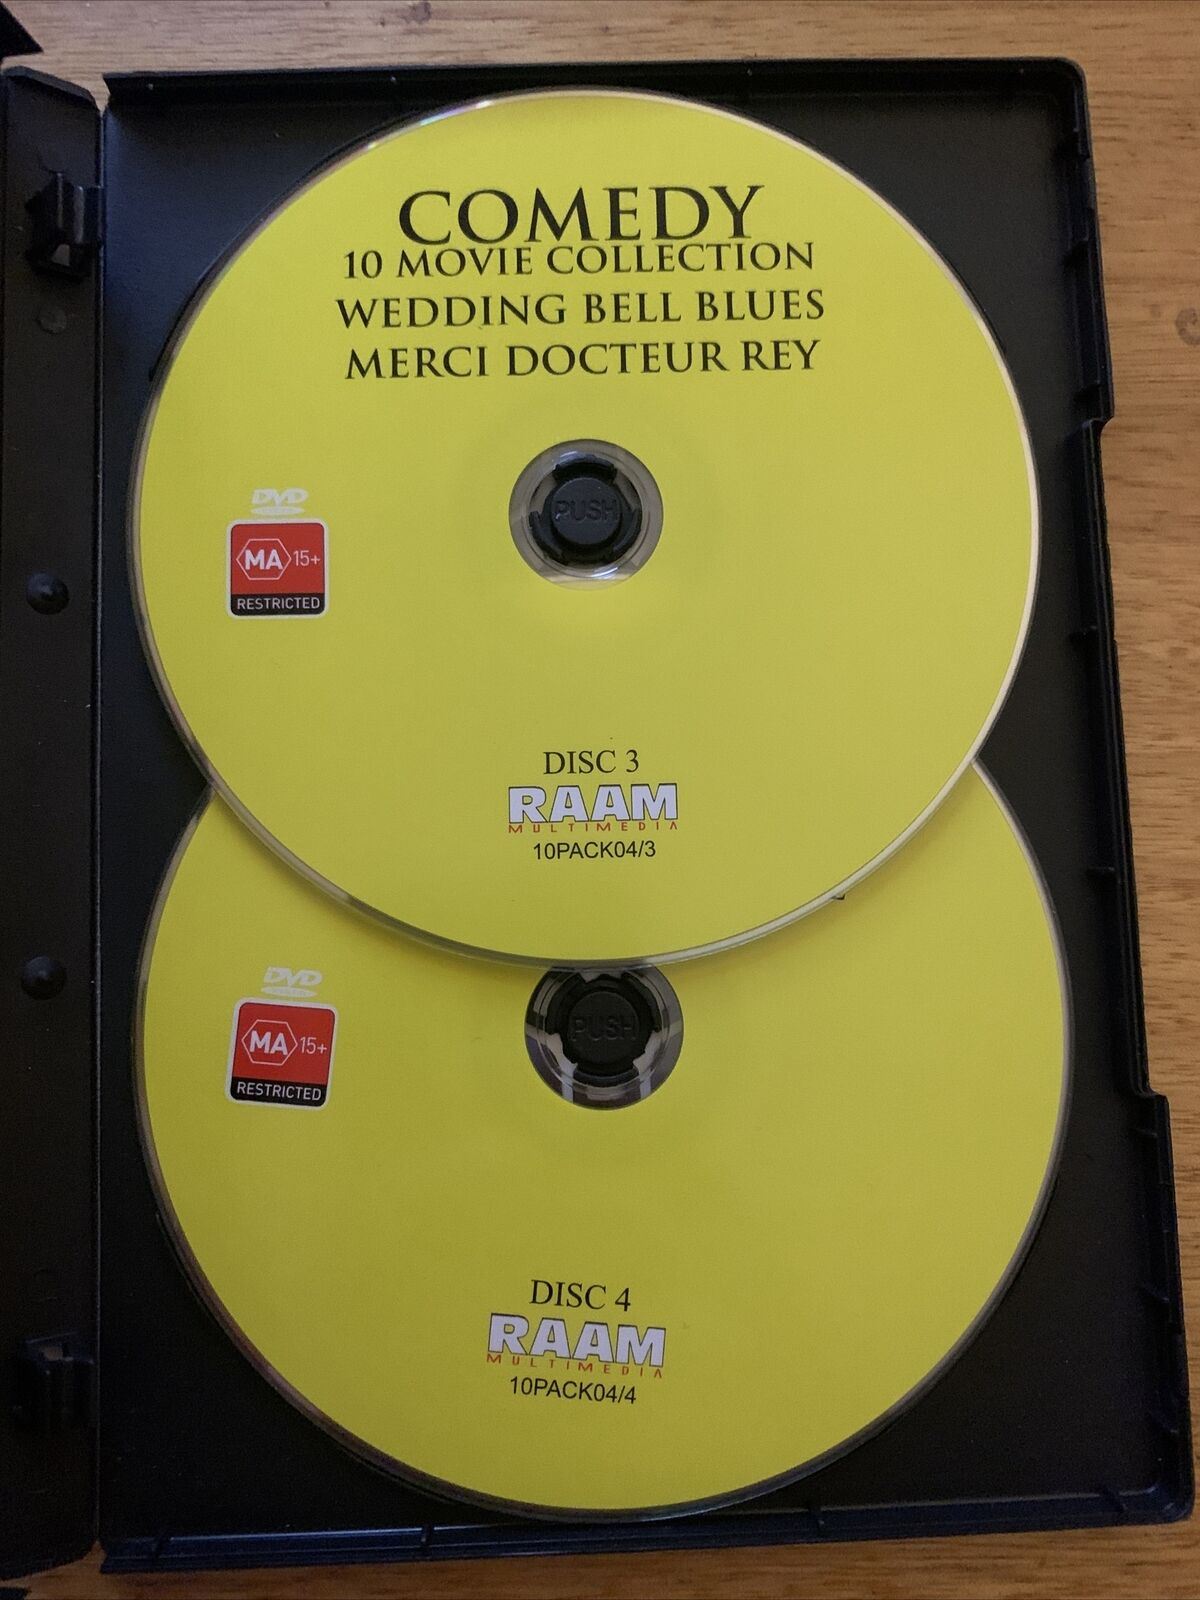 COMEDY
10 MOVIE COLLECTION
WEDDING BELL BLUES
MERCI DOCTEUR REY
PUSH
DVD
MA 15+
RESTRICTED
DISC 3
RAAM
MULTIMEDIA
10PACK04/3
DVD
PUSH
MA 15+
RESTRICTED
DISC 4
RAAM
MULTIMEDIA
10PACK04/4